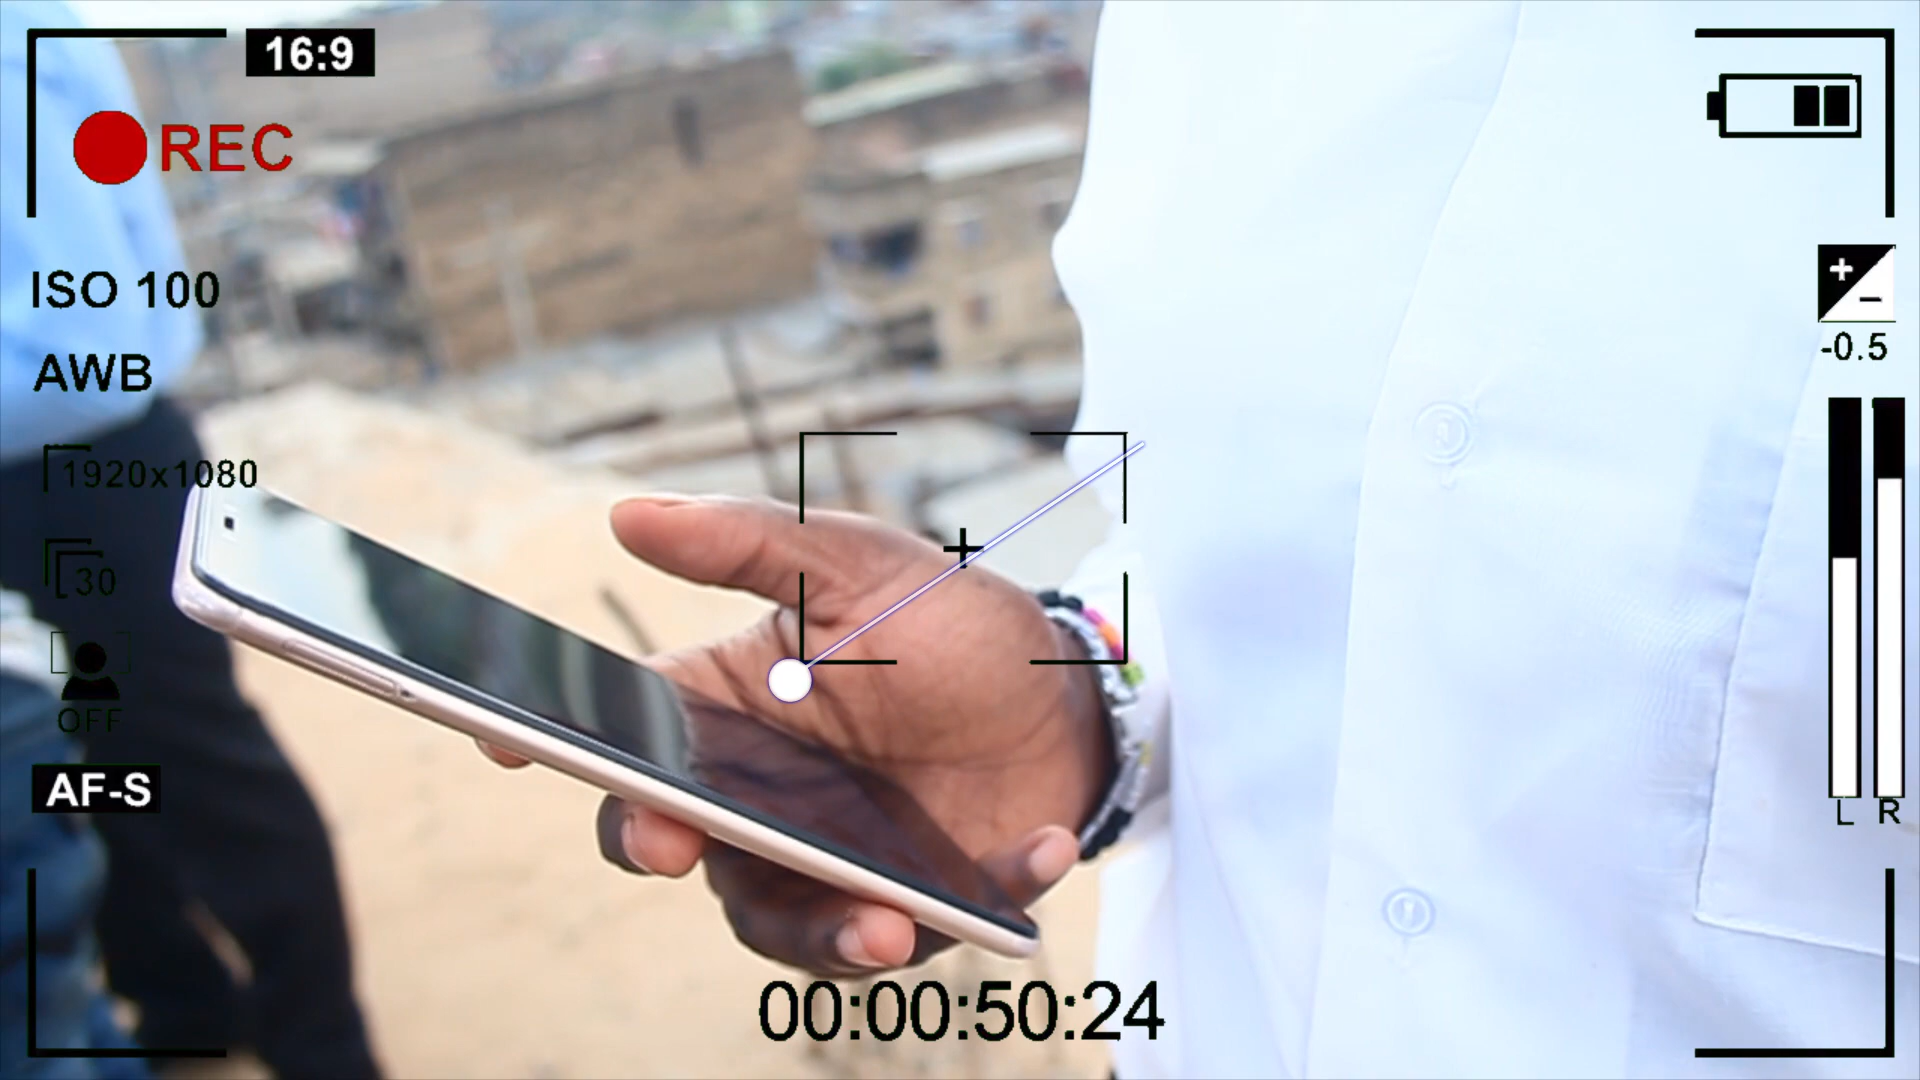 16:9
REC
ISO 100
AWB
-0.5
1920x1080
30
OFF
AF-S
L R
00:00:50:24